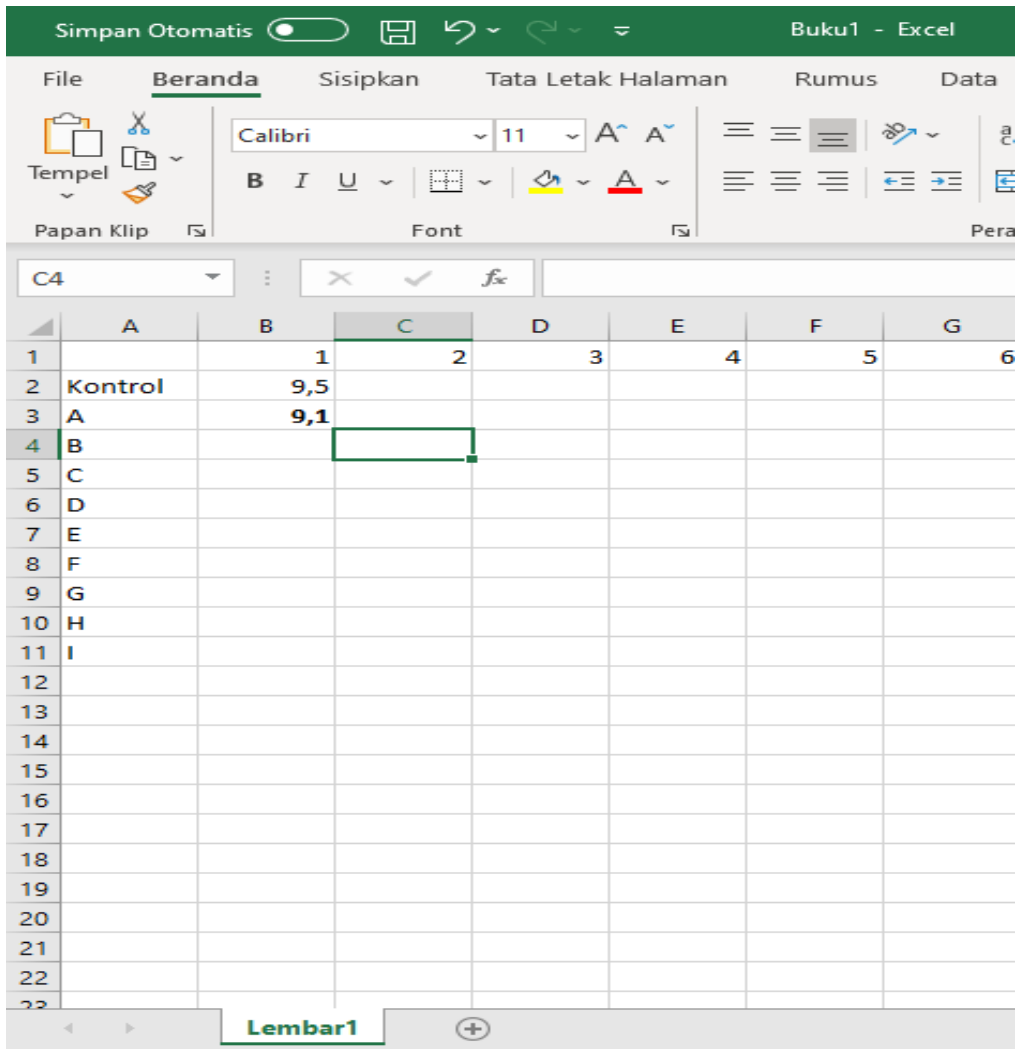 Simpan Otomatis Buku1 - Excel
File Beranda Sisipkan Tata Letak Halaman Rumus Data
Calibri 11 A A
Tempel
B I U A
Papan Klip Font Pera
C4 fx
A B C D E F G
1 1 2 3 4 5 6
2 Kontrol 9,5
3 A 9,1
4 B
5 C
6 D
7 E
8 F
9 G
10 H
11 I
12
13
14
15
16
17
18
19
20
21
22
Lembar1